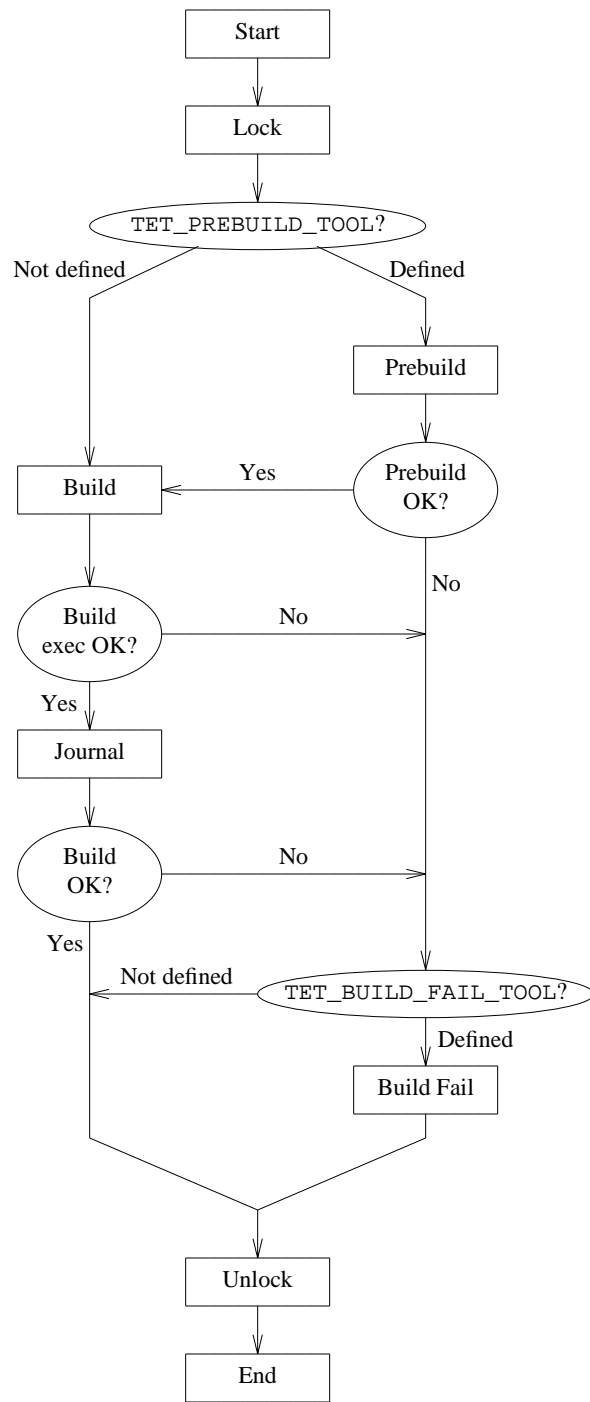 Start
Lock
TET_PREBUILD_TOOL?
Not defined
Defined
Prebuild
Build
Yes
Prebuild
OK?
No
Build
exec OK?
No
Yes
Journal
Build
OK?
No
Yes
Not defined
TET_BUILD_FAIL_TOOL?
Defined
Build Fail
Unlock
End